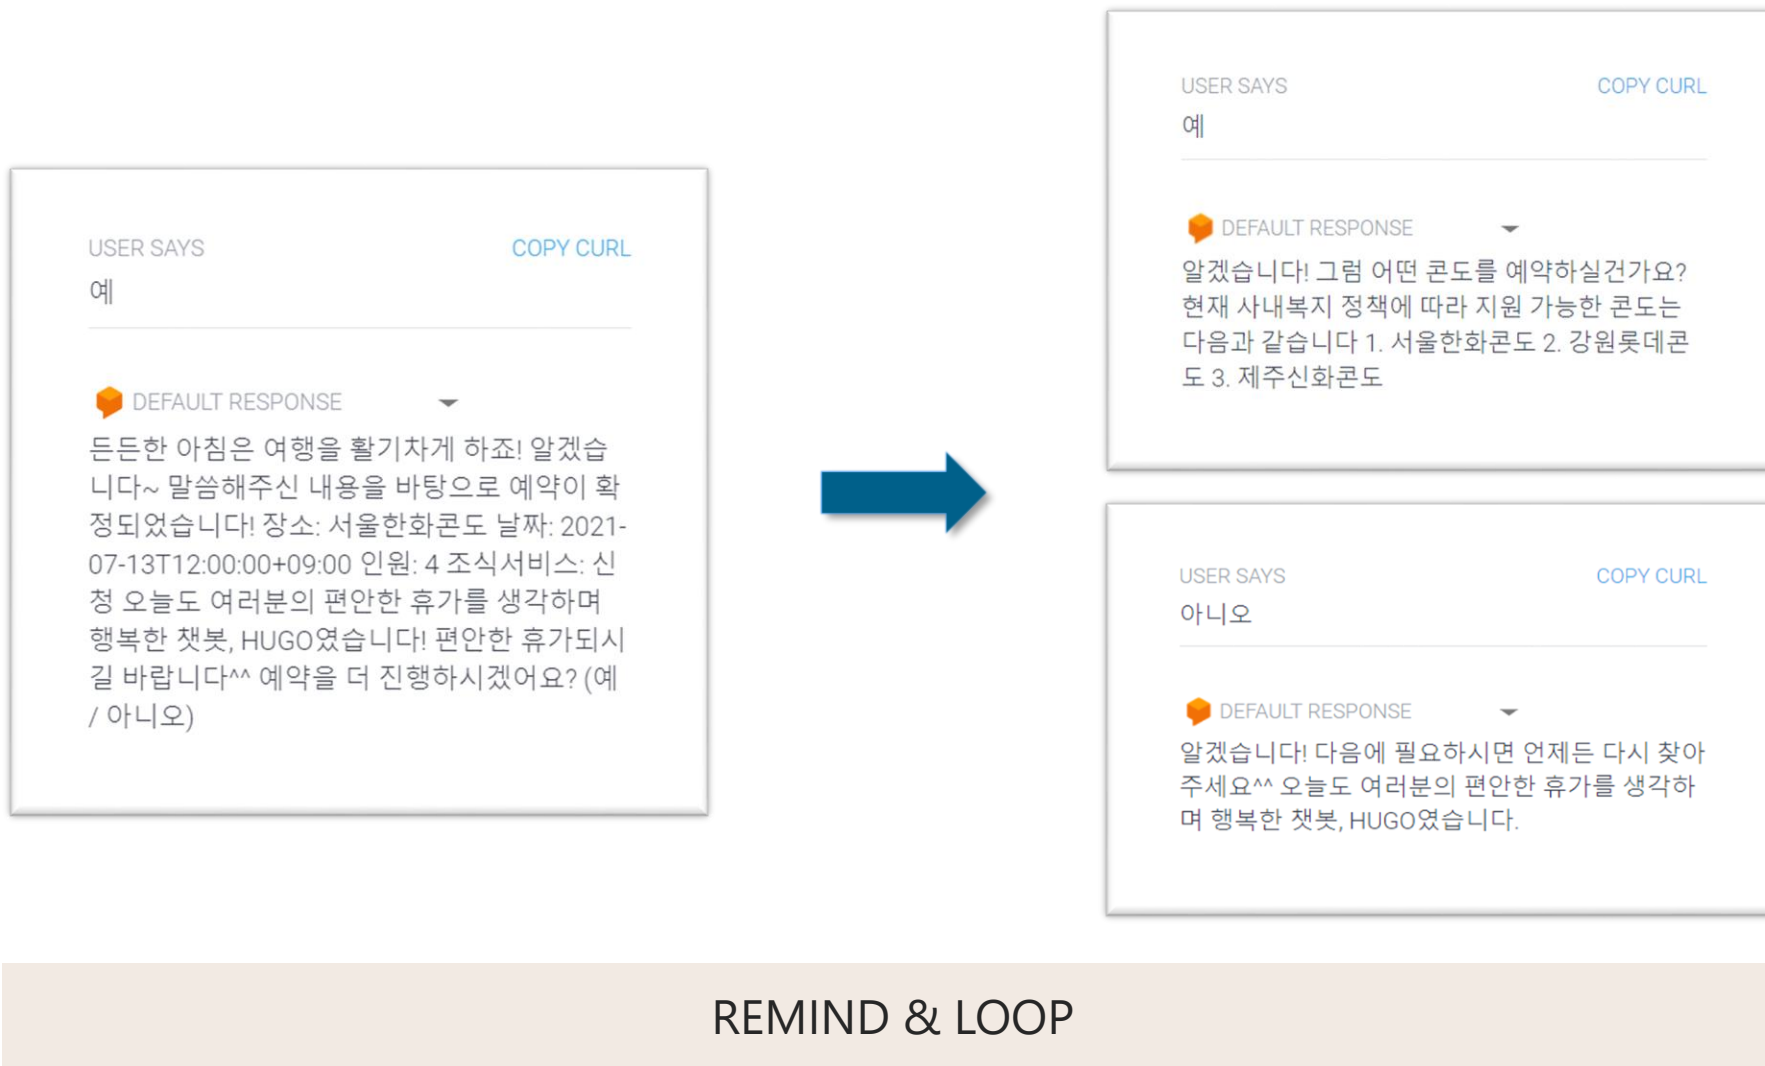 USER SAYS
COPY CURL
예
DEFAULT RESPONSE
든든한 아침은 여행을 활기차게 하죠! 알겠습
니다~ 말씀해주신 내용을 바탕으로 예약이 확
정되었습니다! 장소: 서울한화콘도 날짜: 2021-
07-13T12:00:00+09:00 인원: 4 조식서비스: 신
청 오늘도 여러분의 편안한 휴가를 생각하며
행복한 챗봇, HUGO였습니다! 편안한 휴가되시
길 바랍니다^^ 예약을 더 진행하시겠어요? (예
/ 아니오)
USER SAYS
COPY CURL
예
DEFAULT RESPONSE
알겠습니다! 그럼 어떤 콘도를 예약하실건가요?
현재 사내복지 정책에 따라 지원 가능한 콘도는
다음과 같습니다 1. 서울한화콘도 2. 강원롯데콘
도 3. 제주신화콘도
USER SAYS
COPY CURL
아니오
DEFAULT RESPONSE
알겠습니다! 다음에 필요하시면 언제든 다시 찾아
주세요^^ 오늘도 여러분의 편안한 휴가를 생각하
며 행복한 챗봇, HUGO였습니다.
REMIND & LOOP